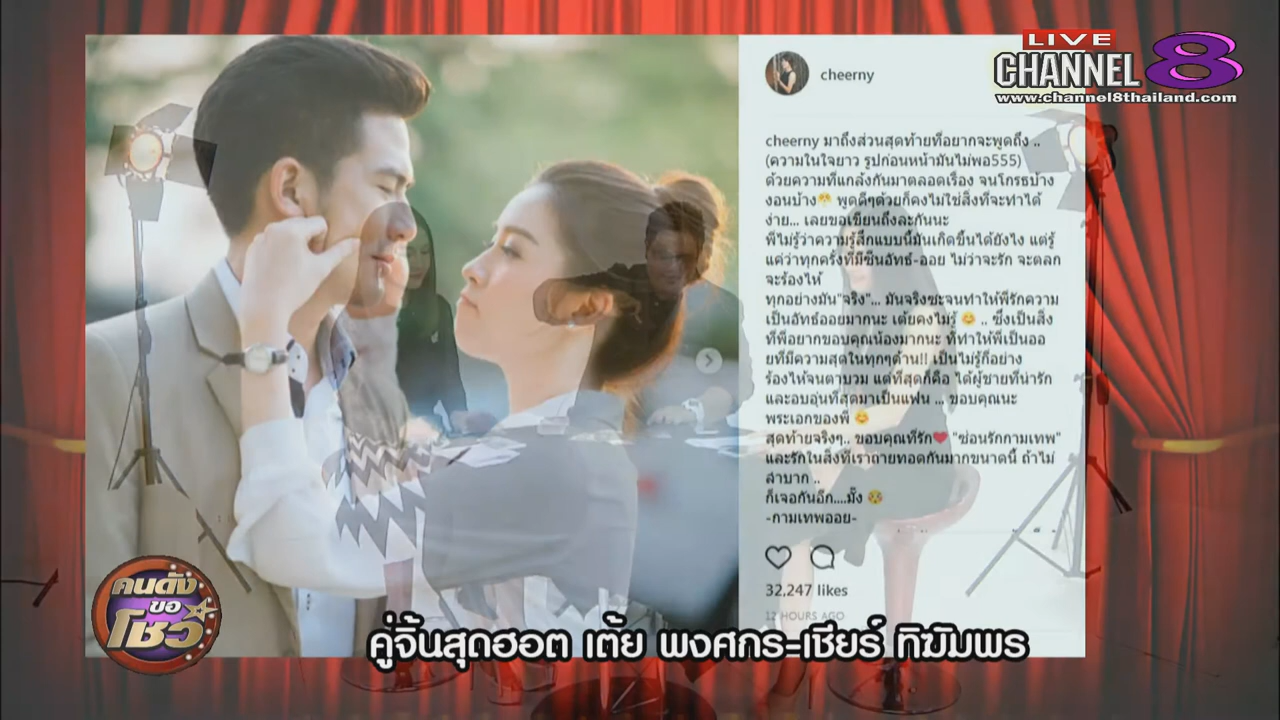 LIVE
CHANNEL 8
www.channel8thailand.com
cheerny
cheerny มาถึงส่วนสุดท้ายที่อยากจะพูดถึง ..
(ความในใจยาว รูปก่อนหน้ามันไม่พอ555)
ด้วยความที่แกล้งกันมาตลอดเรื่อง จนโกรธบ้าง
งอนบ้าง😤 พูดดีๆด้วยก็คงไม่ใช่สิ่งที่จะทำได้
ง่าย... เลยขอเขียนถึงละกันนะ
พี่ไม่รู้ว่าความรู้สึกแบบนี้มันเกิดขึ้นได้ยังไง แต่รู้
แค่ว่าทุกครั้งที่มีซีนอัทธ์-ออย ไม่ว่าจะรัก จะตลก
จะร้องไห้
ทุกอย่างมัน"จริง"... มันจริงซะจนทำให้พี่รักความ
เป็นอัทธ์ออยมากนะ เต้ยคงไม่รู้ 😊 .. ซึ่งเป็นสิ่ง
ที่พี่อยากขอบคุณน้องมากนะ ที่ทำให้พี่เป็นออ
ยที่มีความสุขในทุกๆด้าน!! เป็นไม่รู้กี่อย่าง
ร้องไห้จนตาบวม แต่ที่สุดก็คือ ได้ผู้ชายที่น่ารัก
และอบอุ่นที่สุดมาเป็นแฟน ... ขอบคุณนะ
พระเอกของพี่ 😊
สุดท้ายจริงๆ.. ขอบคุณที่รัก❤ "ซ่อนรักกามเทพ"
และรักในสิ่งที่เราถ่ายทอดกันมากขนาดนี้ ถ้าไม่
ลำบาก ..
ก็เจอกันอีก....มั๊ง 😚
-กามเทพออย-
32,247 likes
12 HOURS AGO
คนดัง
ขอ
โชว์
คู่จิ้นสุดฮอต เต้ย พงศกร-เชียร์ ทิฆัมพร